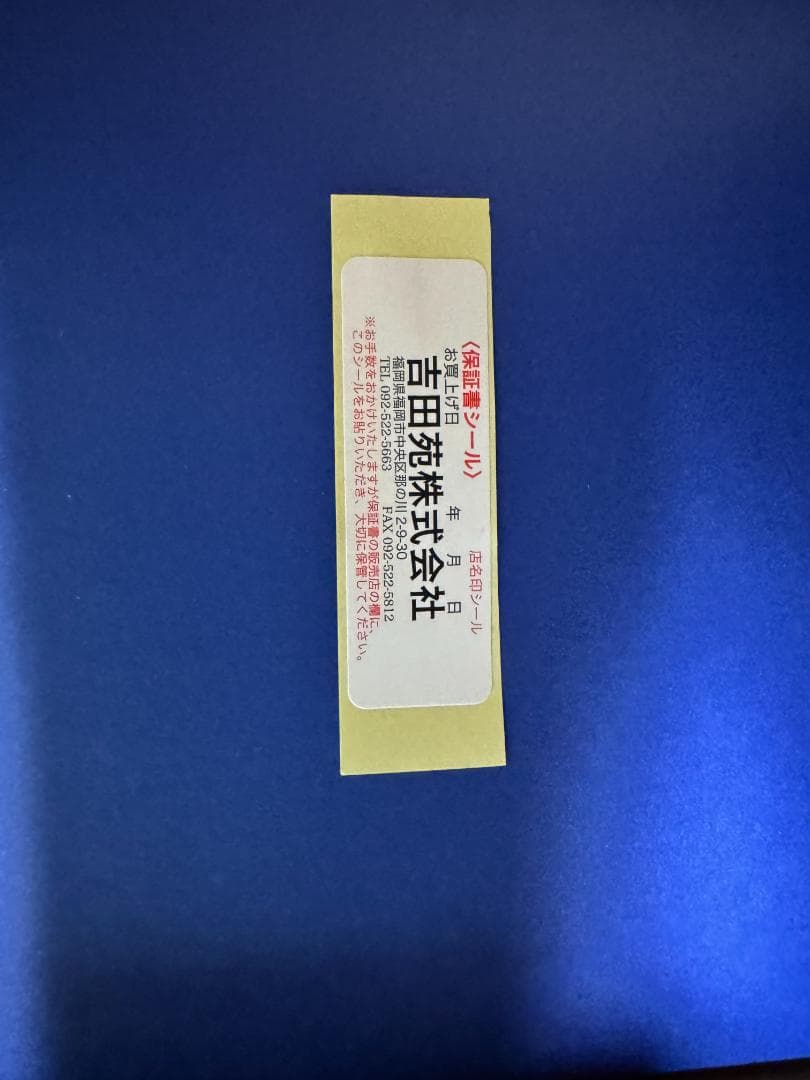 〈保証書シール〉 店名印シール
お買上げ日 年 月 日
吉田苑株式会社
福岡県福岡市中央区那の川2-9-30
TEL 092-522-5663 FAX 092-522-5812
※お手数をおかけいたしますが保証書の販売店の欄に、
このシールをお貼りいただき、大切に保管してください。